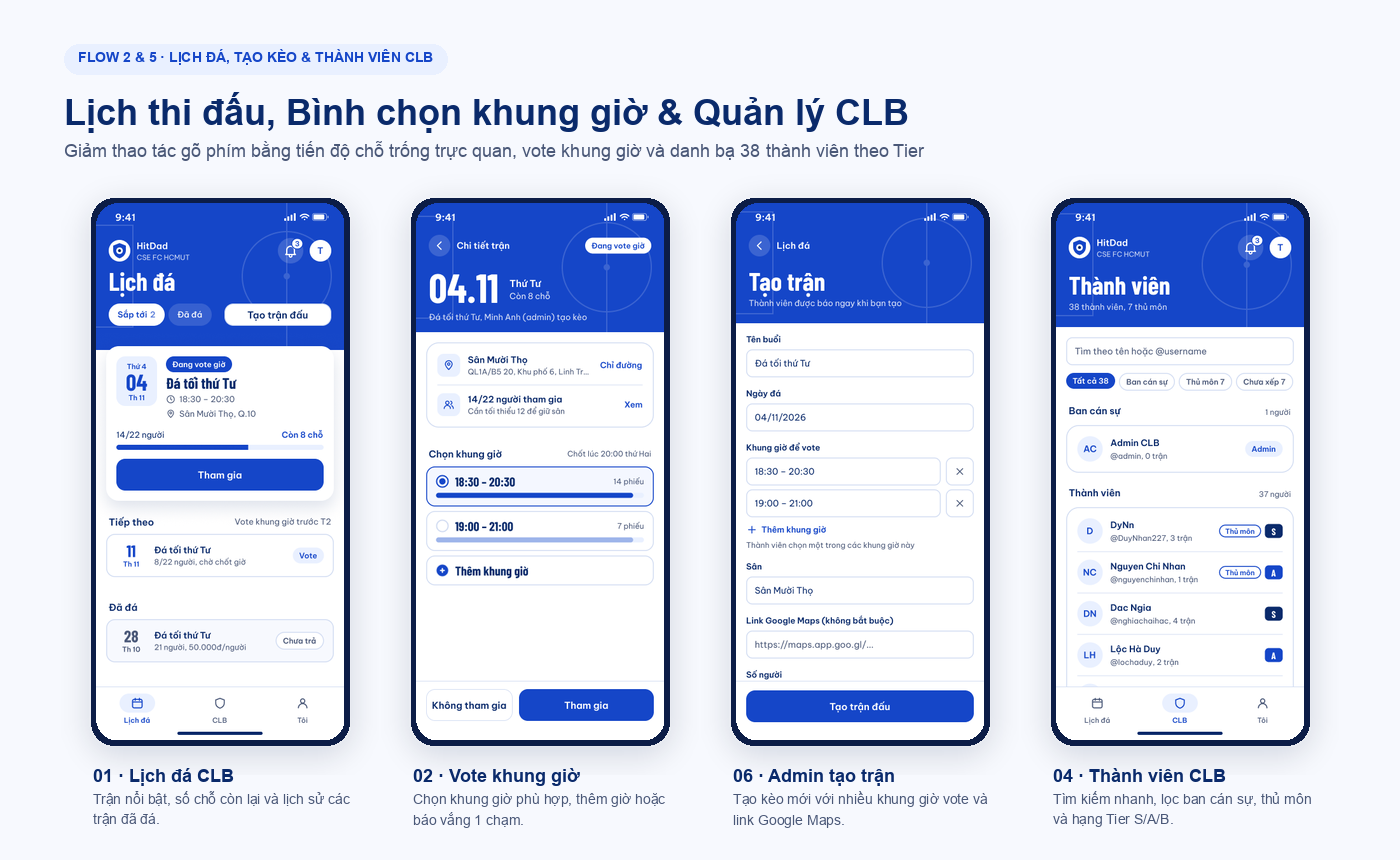 FLOW 2 & 5 · LỊCH ĐÁ, TẠO KÈO & THÀNH VIÊN CLB
Lịch thi đấu, Bình chọn khung giờ & Quản lý CLB
Giảm thao tác gõ phím bằng tiến độ chỗ trống trực quan, vote khung giờ và danh bạ 38 thành viên theo Tier
9:41
HitDad
CSE FC HCMUT
3
T
Lịch đá
Sắp tới 2
Đã đá
Tạo trận đấu
Thứ 4
04
Th 11
Đang vote giờ
Đá tối thứ Tư
18:30 – 20:30
Sân Mười Thọ, Q.10
14/22 người
Còn 8 chỗ
Tham gia
Tiếp theo
Vote khung giờ trước T2
11
Th 11
Đá tối thứ Tư
8/22 người, chờ chốt giờ
Vote
Đã đá
28
Th 10
Đá tối thứ Tư
21 người, 50.000đ/người
Chưa trả
Lịch đá
CLB
Tôi
01 · Lịch đá CLB
Trận nổi bật, số chỗ còn lại và lịch sử các
trận đã đá.
9:41
Chi tiết trận
Đang vote giờ
04.11
Thứ Tư
Còn 8 chỗ
Đá tối thứ Tư, Minh Anh (admin) tạo kèo
Sân Mười Thọ
QL1A/B5 20, Khu phố 6, Linh Tr...
Chỉ đường
14/22 người tham gia
Cần tối thiểu 12 để giữ sân
Xem
Chọn khung giờ
Chốt lúc 20:00 thứ Hai
18:30 – 20:30
14 phiếu
19:00 – 21:00
7 phiếu
Thêm khung giờ
Không tham gia
Tham gia
02 · Vote khung giờ
Chọn khung giờ phù hợp, thêm giờ hoặc
báo vắng 1 chạm.
9:41
Lịch đá
Tạo trận
Thành viên được báo ngay khi bạn tạo
Tên buổi
Đá tối thứ Tư
Ngày đá
04/11/2026
Khung giờ để vote
18:30 – 20:30
19:00 – 21:00
Thêm khung giờ
Thành viên chọn một trong các khung giờ này
Sân
Sân Mười Thọ
Link Google Maps (không bắt buộc)
https://maps.app.goo.gl/...
Số người
Tạo trận đấu
06 · Admin tạo trận
Tạo kèo mới với nhiều khung giờ vote và
link Google Maps.
9:41
HitDad
CSE FC HCMUT
3
T
Thành viên
38 thành viên, 7 thủ môn
Tìm theo tên hoặc @username
Tất cả 38
Ban cán sự
Thủ môn 7
Chưa xếp 7
Ban cán sự
1 người
AC
Admin CLB
@admin, 0 trận
Admin
Thành viên
37 người
D
DyNn
@DuyNhan227, 3 trận
Thủ môn
S
NC
Nguyen Chi Nhan
@nguyenchinhan, 1 trận
Thủ môn
A
DN
Dac Ngia
@nghiachaihac, 4 trận
S
LH
Lộc Hà Duy
@lochaduy, 2 trận
A
Lịch đá
CLB
Tôi
04 · Thành viên CLB
Tìm kiếm nhanh, lọc ban cán sự, thủ môn
và hạng Tier S/A/B.